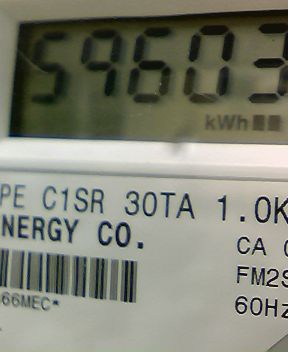 59603
kWh
PE C1SR 30TA 1.0K
NERGY CO.
CA
FM2S
66MEC*
60Hz